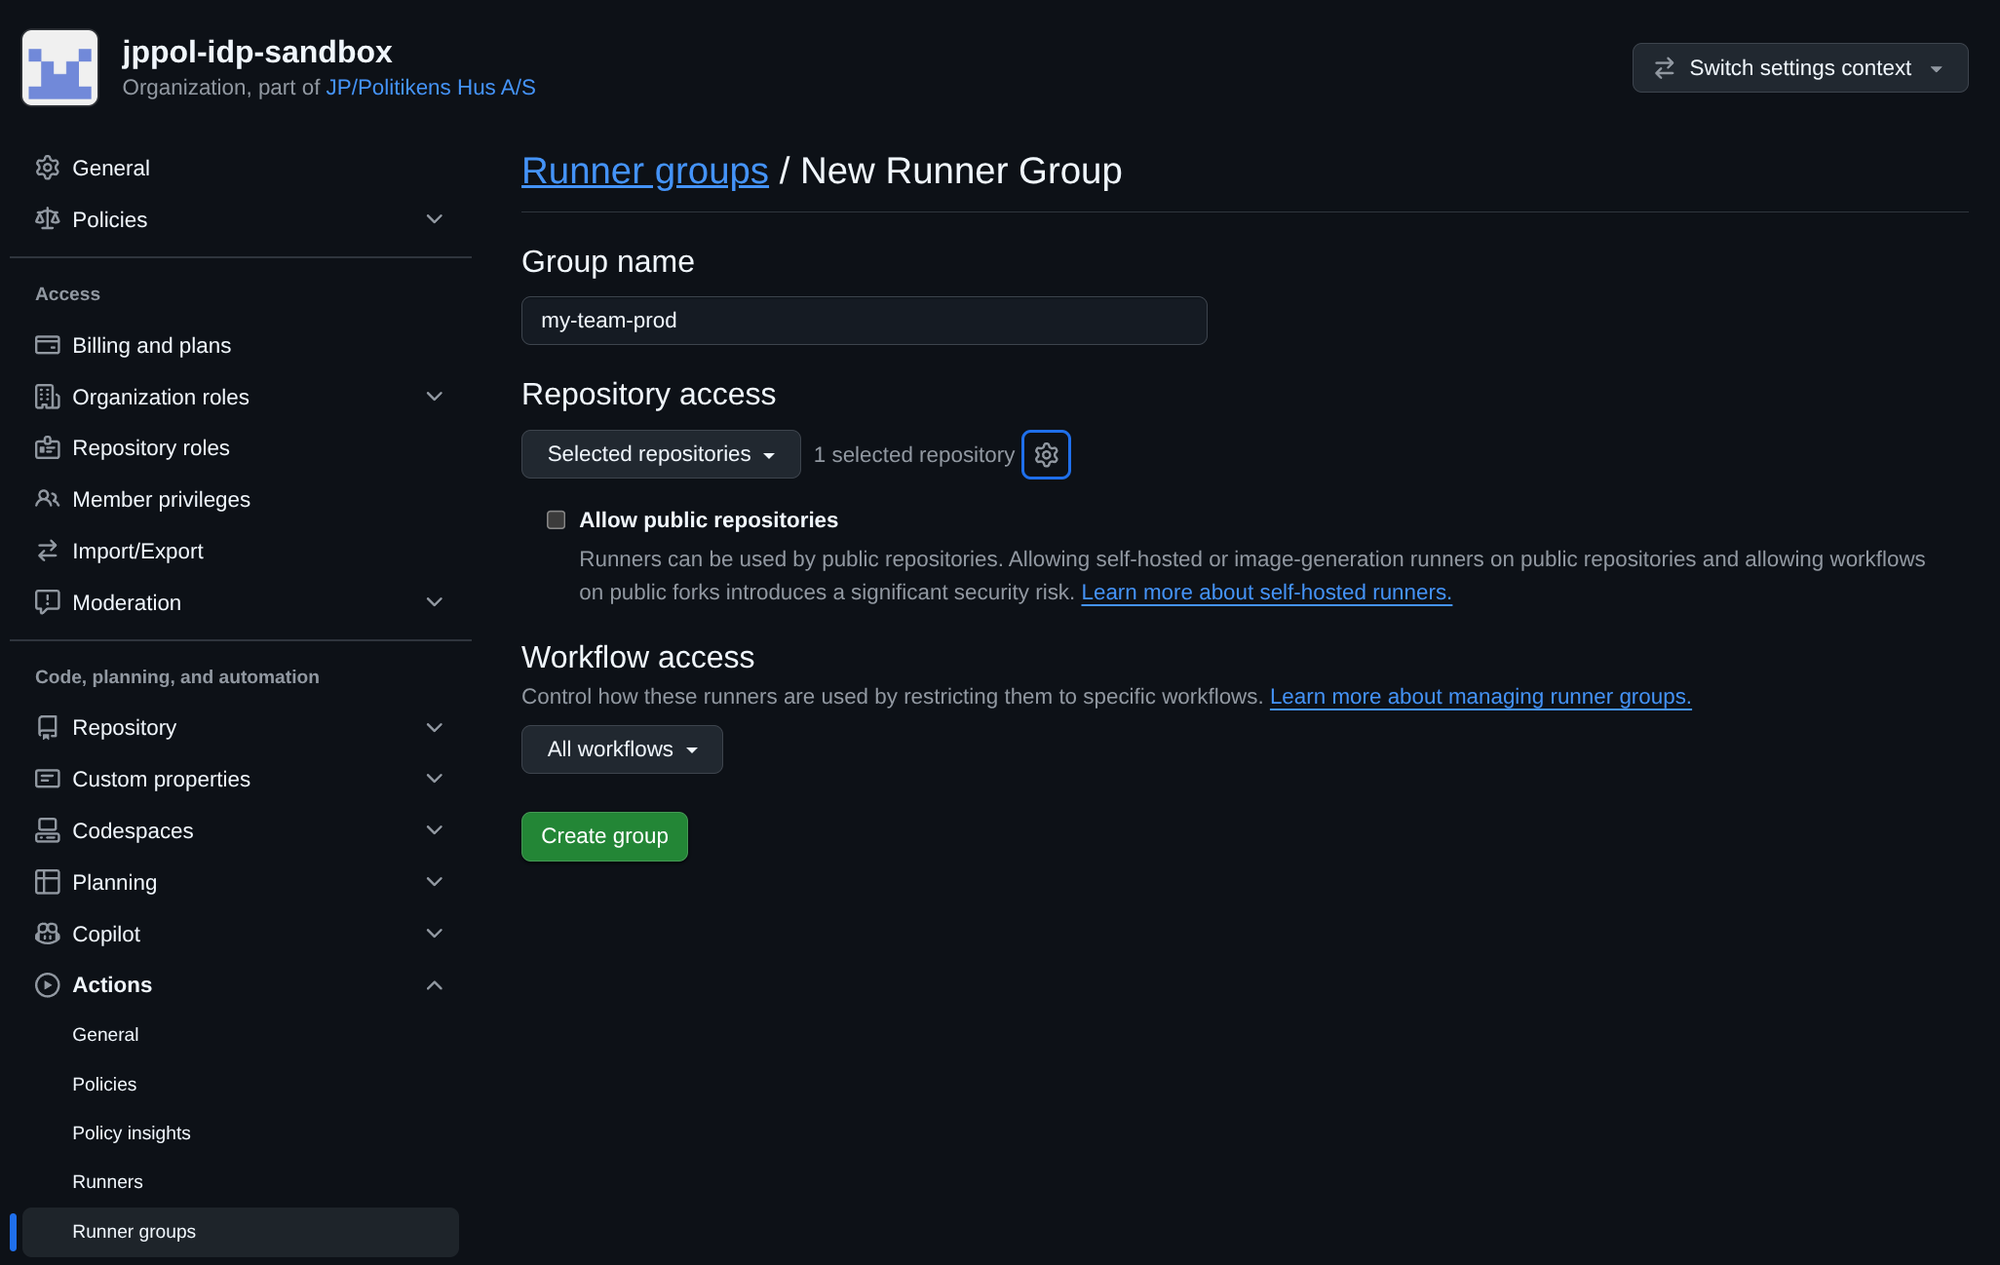 jppol-idp-sandbox
Organization, part of JP/Politikens Hus A/S
Switch settings context
General
Policies
Access
Billing and plans
Organization roles
Repository roles
Member privileges
Import/Export
Moderation
Code, planning, and automation
Repository
Custom properties
Codespaces
Planning
Copilot
Actions
General
Policies
Policy insights
Runners
Runner groups
Runner groups / New Runner Group
Group name
my-team-prod
Repository access
Selected repositories
1 selected repository
Allow public repositories
Runners can be used by public repositories. Allowing self-hosted or image-generation runners on public repositories and allowing workflows
on public forks introduces a significant security risk. Learn more about self-hosted runners.
Workflow access
Control how these runners are used by restricting them to specific workflows. Learn more about managing runner groups.
All workflows
Create group